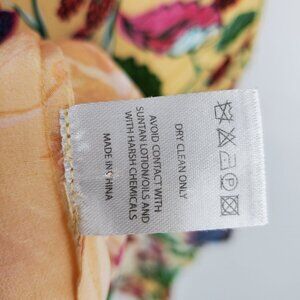 DRY CLEAN ONLY
AVOID CONTACT WITH
SUNTAN LOTION/OILS AND
WITH HARSH CHEMICALS
MADE IN CHINA